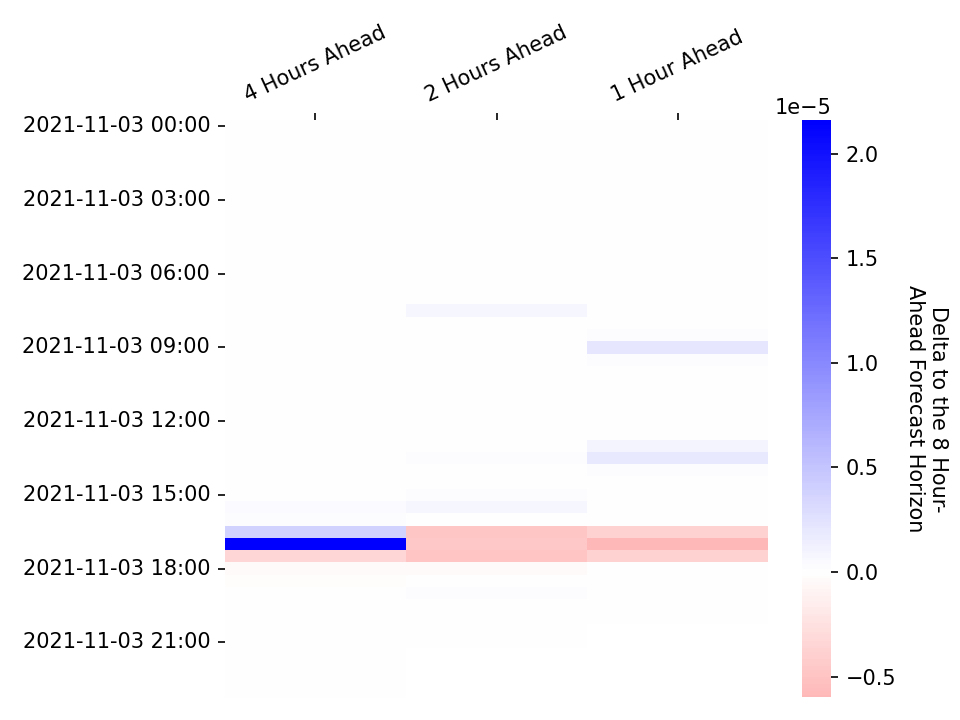 4 Hours Ahead
2 Hours Ahead
1 Hour Ahead
1e−5
2021-11-03 00:00
2021-11-03 03:00
2021-11-03 06:00
2021-11-03 09:00
2021-11-03 12:00
2021-11-03 15:00
2021-11-03 18:00
2021-11-03 21:00
2.0
1.5
1.0
0.5
0.0
−0.5
Delta to the 8 Hour-
Ahead Forecast Horizon